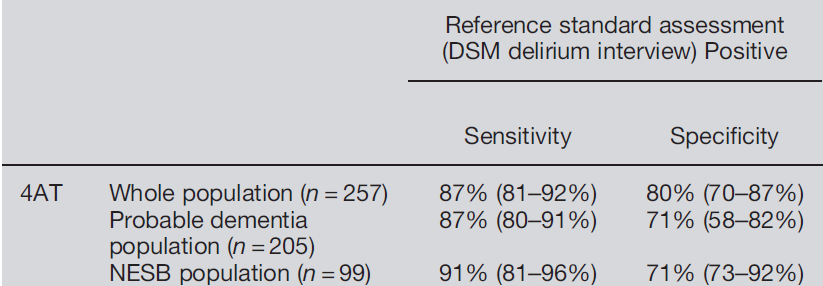 Reference standard assessment
(DSM delirium interview) Positive
Sensitivity Specificity
4AT Whole population (n = 257) 87% (81–92%) 80% (70–87%)
Probable dementia 87% (80–91%) 71% (58–82%)
population (n = 205)
NESB population (n = 99) 91% (81–96%) 71% (73–92%)